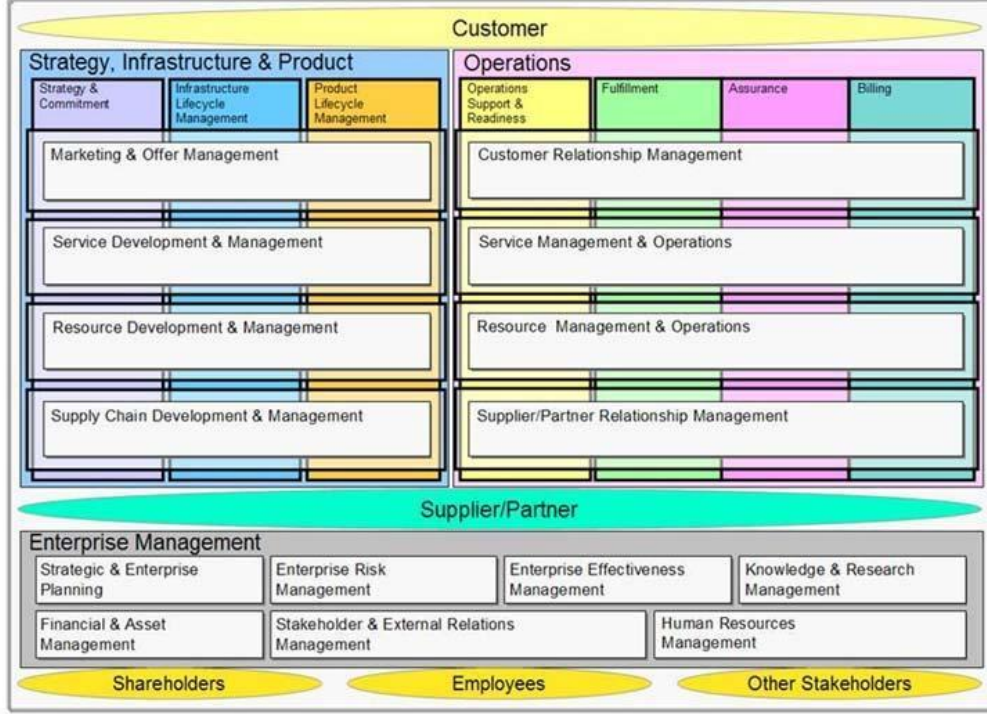 Customer
Strategy, Infrastructure & Product
Strategy &
Commitment
Infrastructure
Lifecycle
Management
Product
Lifecycle
Management
Marketing & Offer Management
Service Development & Management
Resource Development & Management
Supply Chain Development & Management
Operations
Operations
Support &
Readiness
Fulfillment
Assurance
Billing
Customer Relationship Management
Service Management & Operations
Resource Management & Operations
Supplier/Partner Relationship Management
Supplier/Partner
Enterprise Management
Strategic & Enterprise
Planning
Enterprise Risk
Management
Enterprise Effectiveness
Management
Knowledge & Research
Management
Financial & Asset
Management
Stakeholder & External Relations
Management
Human Resources
Management
Shareholders
Employees
Other Stakeholders